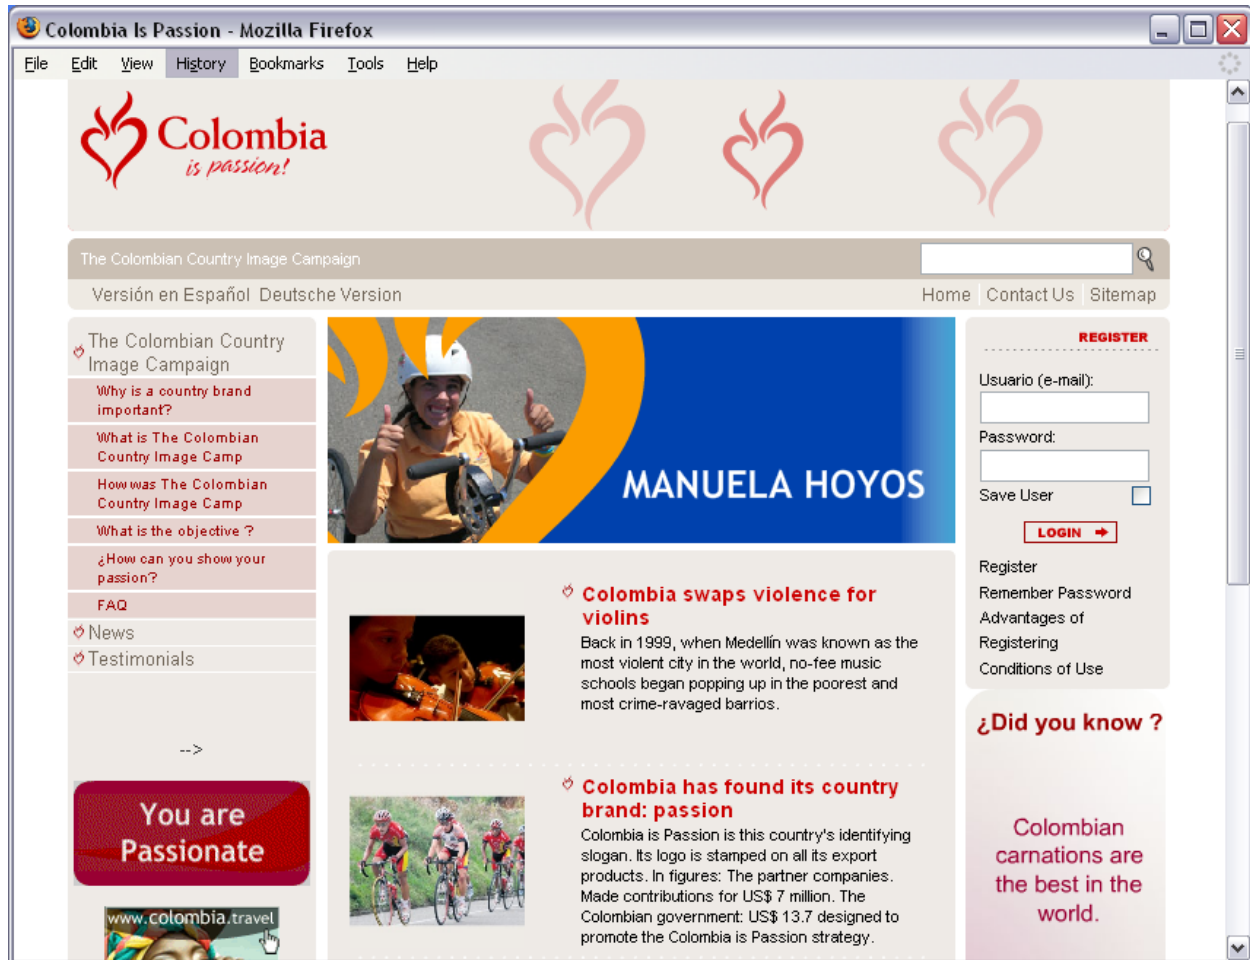 Colombia Is Passion - Mozilla Firefox
File Edit View History Bookmarks Tools Help
Colombia
is passion!
The Colombian Country Image Campaign
Versión en Español Deutsche Version
Home Contact Us Sitemap
The Colombian Country
Image Campaign
Why is a country brand
important?
What is The Colombian
Country Image Camp
How was The Colombian
Country Image Camp
What is the objective ?
¿How can you show your
passion?
FAQ
News
Testimonials
-->
You are
Passionate
www.colombia.travel
MANUELA HOYOS
Colombia swaps violence for
violins
Back in 1999, when Medellín was known as the
most violent city in the world, no-fee music
schools began popping up in the poorest and
most crime-ravaged barrios.
Colombia has found its country
brand: passion
Colombia is Passion is this country's identifying
slogan. Its logo is stamped on all its export
products. In figures: The partner companies.
Made contributions for US$ 7 million. The
Colombian government: US$ 13.7 designed to
promote the Colombia is Passion strategy.
REGISTER
Usuario (e-mail):
Password:
Save User
LOGIN
Register
Remember Password
Advantages of
Registering
Conditions of Use
¿Did you know ?
Colombian
carnations are
the best in the
world.